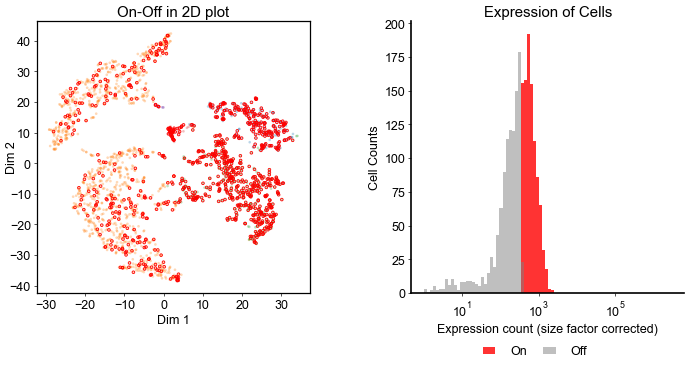 On-Off in 2D plot
40
30
20
10
0
−10
−20
−30
−40
Dim 2
−30 −20 −10 0 10 20 30
Dim 1
Expression of Cells
200
175
150
125
100
75
50
25
0
Cell Counts
10^1 10^3 10^5
Expression count (size factor corrected)
On Off